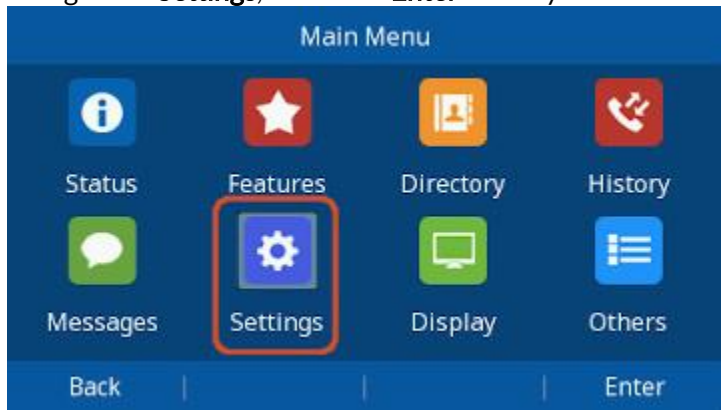 Main Menu
Status Features Directory History
Messages Settings Display Others
Back Enter